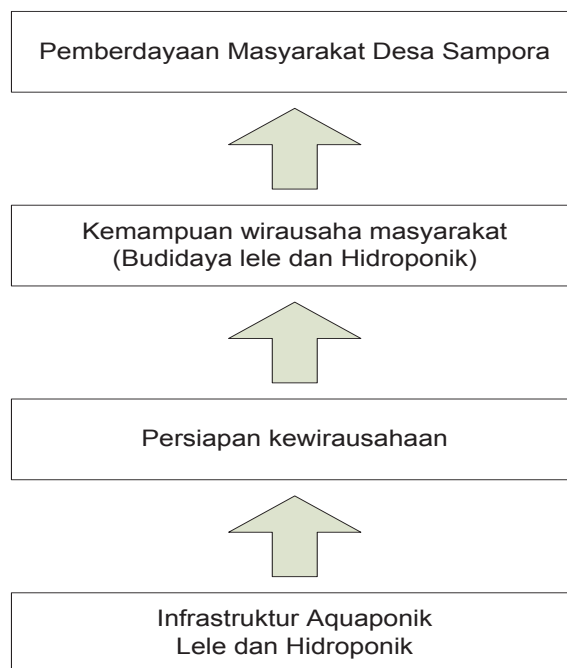 Pemberdayaan Masyarakat Desa Sampora
Kemampuan wirausaha masyarakat
(Budidaya lele dan Hidroponik)
Persiapan kewirausahaan
Infrastruktur Aquaponik
Lele dan Hidroponik